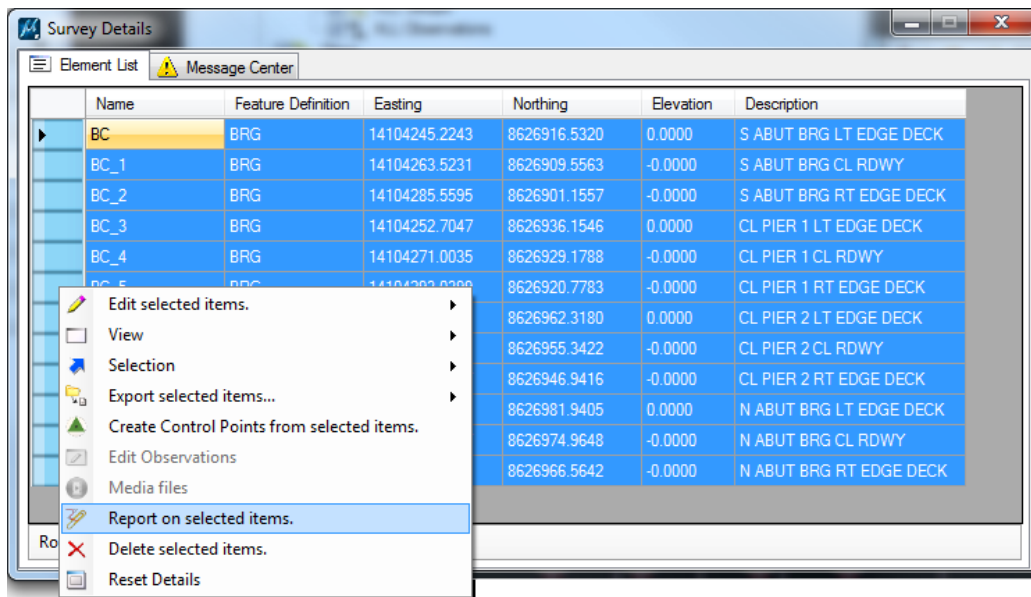 Survey Details
Element List Message Center
Name Feature Definition Easting Northing Elevation Description
BC BRG 14104245.2243 8626916.5320 0.0000 S ABUT BRG LT EDGE DECK
BC_1 BRG 14104263.5231 8626909.5563 -0.0000 S ABUT BRG CL RDWY
BC_2 BRG 14104285.5595 8626901.1557 -0.0000 S ABUT BRG RT EDGE DECK
BC_3 BRG 14104252.7047 8626936.1546 0.0000 CL PIER 1 LT EDGE DECK
BC_4 BRG 14104271.0035 8626929.1788 -0.0000 CL PIER 1 CL RDWY
BC_5 BRG 8626920.7783 -0.0000 CL PIER 1 RT EDGE DECK
Edit selected items.
8626962.3180 0.0000 CL PIER 2 LT EDGE DECK
View
8626955.3422 -0.0000 CL PIER 2 CL RDWY
Selection
8626946.9416 -0.0000 CL PIER 2 RT EDGE DECK
Export selected items...
8626981.9405 0.0000 N ABUT BRG LT EDGE DECK
Create Control Points from selected items.
8626974.9648 -0.0000 N ABUT BRG CL RDWY
Edit Observations
8626966.5642 -0.0000 N ABUT BRG RT EDGE DECK
Media files
Report on selected items.
Ro
Delete selected items.
Reset Details